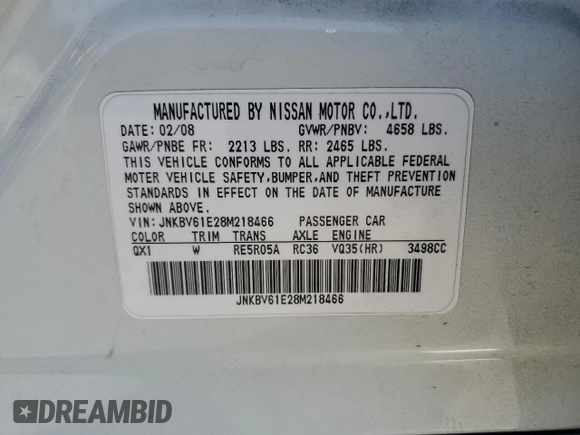 MANUFACTURED BY NISSAN MOTOR CO.,LTD.
DATE: 02/08 GVWR/PNBV: 4658 LBS.
GAWR/PNBE FR: 2213 LBS. RR: 2465 LBS.
THIS VEHICLE CONFORMS TO ALL APPLICABLE FEDERAL
MOTOR VEHICLE SAFETY,BUMPER,AND THEFT PREVENTION
STANDARDS IN EFFECT ON THE DATE OF MANUFACTURE
SHOWN ABOVE.
VIN:JNKBV61E28M218466 PASSENGER CAR
COLOR TRIM TRANS AXLE ENGINE
QX1 W RE5R05A RC36 VQ35(HR) 3498CC
JNKBV61E28M218466
DREAMBID